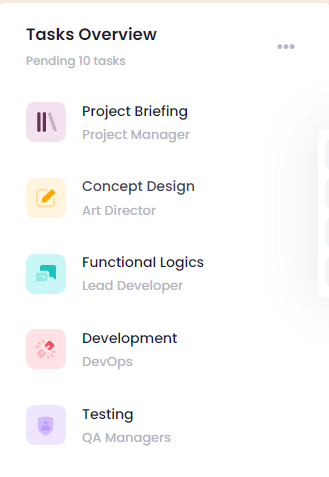 Tasks Overview
Pending 10 tasks
Project Briefing
Project Manager
Concept Design
Art Director
Functional Logics
Lead Developer
Development
DevOps
Testing
QA Managers